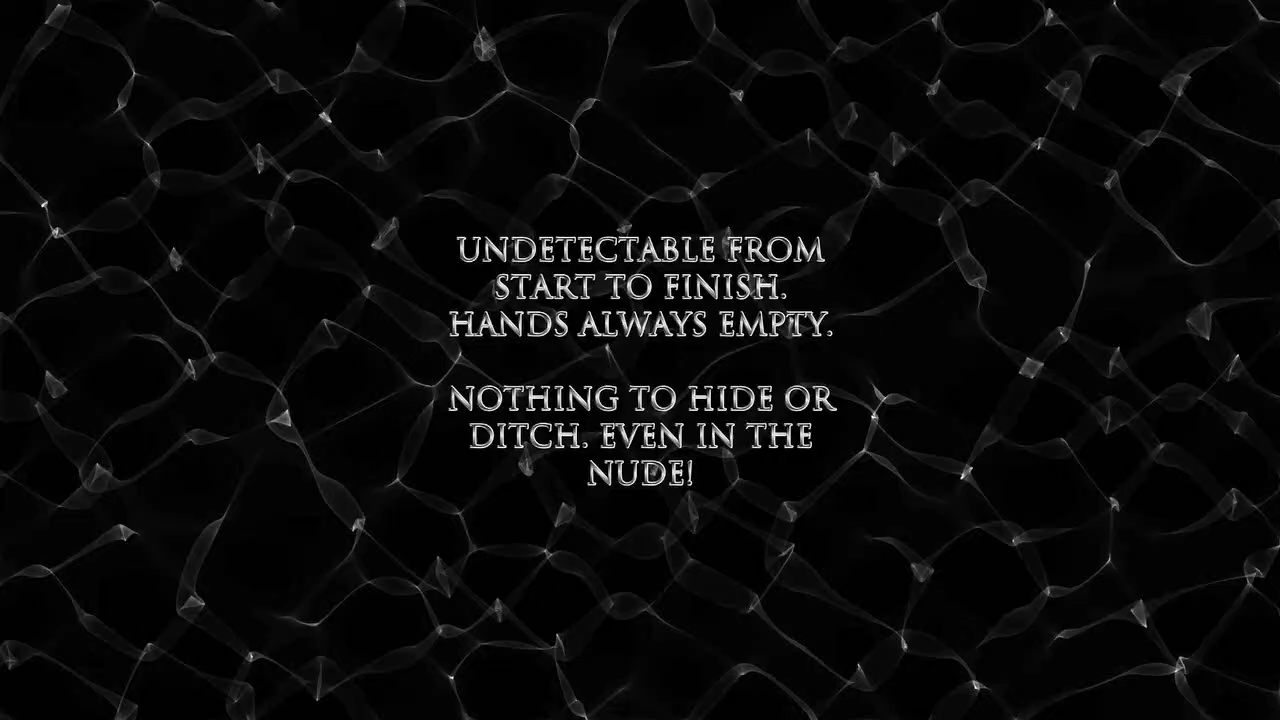 UNDETECTABLE FROM
START TO FINISH.
HANDS ALWAYS EMPTY.
NOTHING TO HIDE OR
DITCH. EVEN IN THE
NUDE!